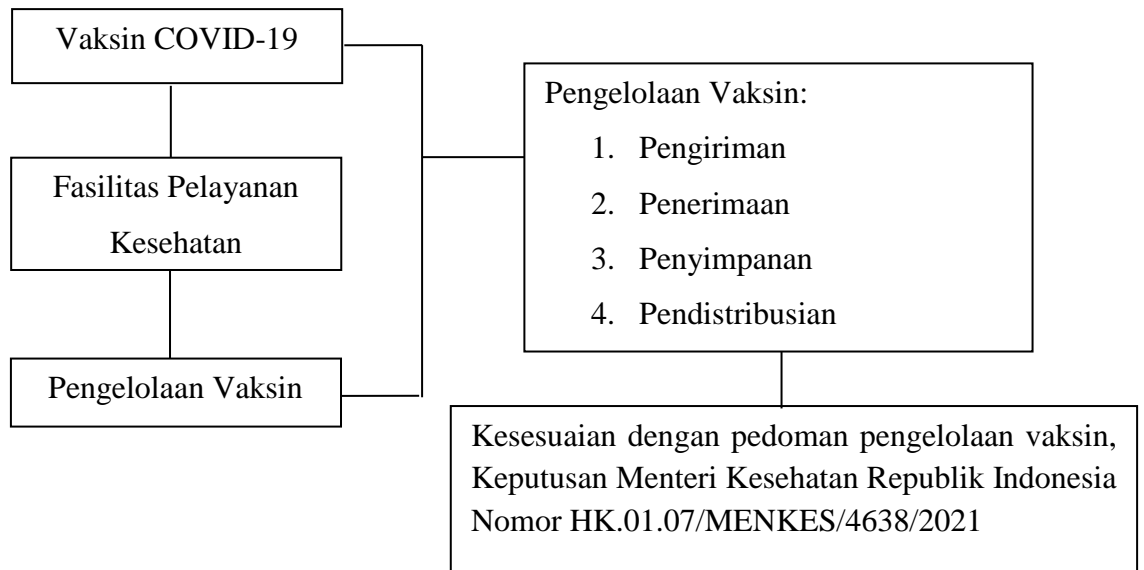 Vaksin COVID-19
Fasilitas Pelayanan
Kesehatan
Pengelolaan Vaksin
Pengelolaan Vaksin:
1. Pengiriman
2. Penerimaan
3. Penyimpanan
4. Pendistribusian
Kesesuaian dengan pedoman pengelolaan vaksin,
Keputusan Menteri Kesehatan Republik Indonesia
Nomor HK.01.07/MENKES/4638/2021